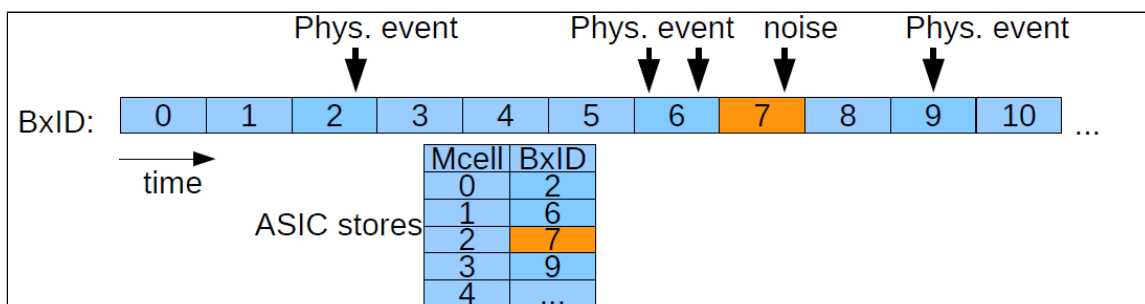 Phys. event Phys. event noise Phys. event
BxID: 0 1 2 3 4 5 6 7 8 9 10 ...
time
ASIC stores
Mcell BxID
0 2
1 6
2 7
3 9
4 ...